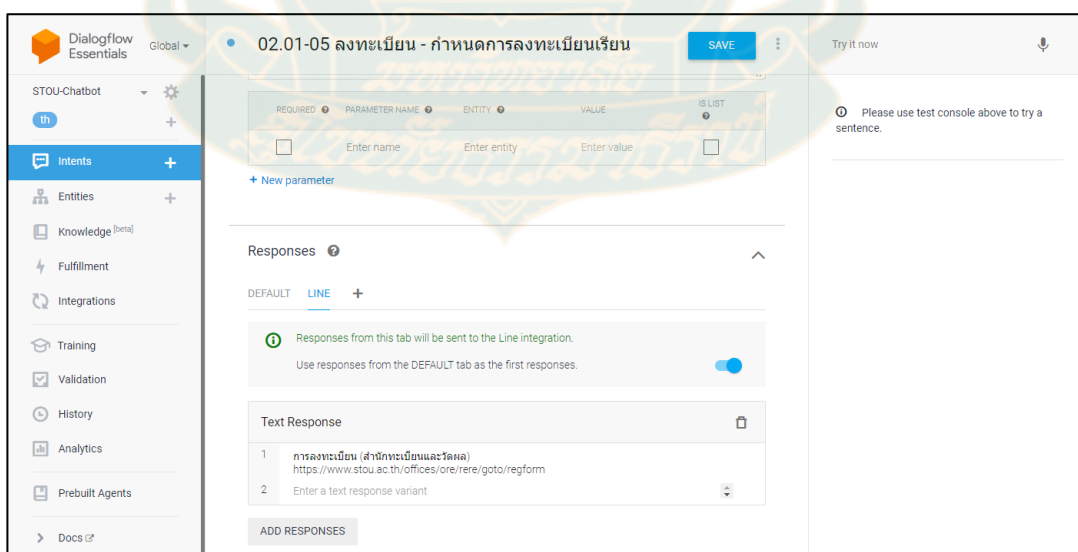 Dialogflow
Essentials
Global
02.01-05 ลงทะเบียน - กำหนดการลงทะเบียนเรียน
SAVE
Try it now
STOU-Chatbot
th
Please use test console above to try a
sentence.
Intents
Entities
Knowledge [beta]
Fulfillment
Integrations
Training
Validation
History
Analytics
Prebuilt Agents
Docs
REQUIRED
PARAMETER NAME
ENTITY
VALUE
IS LIST
Enter name
Enter entity
Enter value
+ New parameter
Responses
DEFAULT
LINE
Responses from this tab will be sent to the Line integration.
Use responses from the DEFAULT tab as the first responses.
Text Response
1 การลงทะเบียน (สำนักทะเบียนและวัดผล)
https://www.stou.ac.th/offices/ore/rere/goto/regform
2 Enter a text response variant
ADD RESPONSES